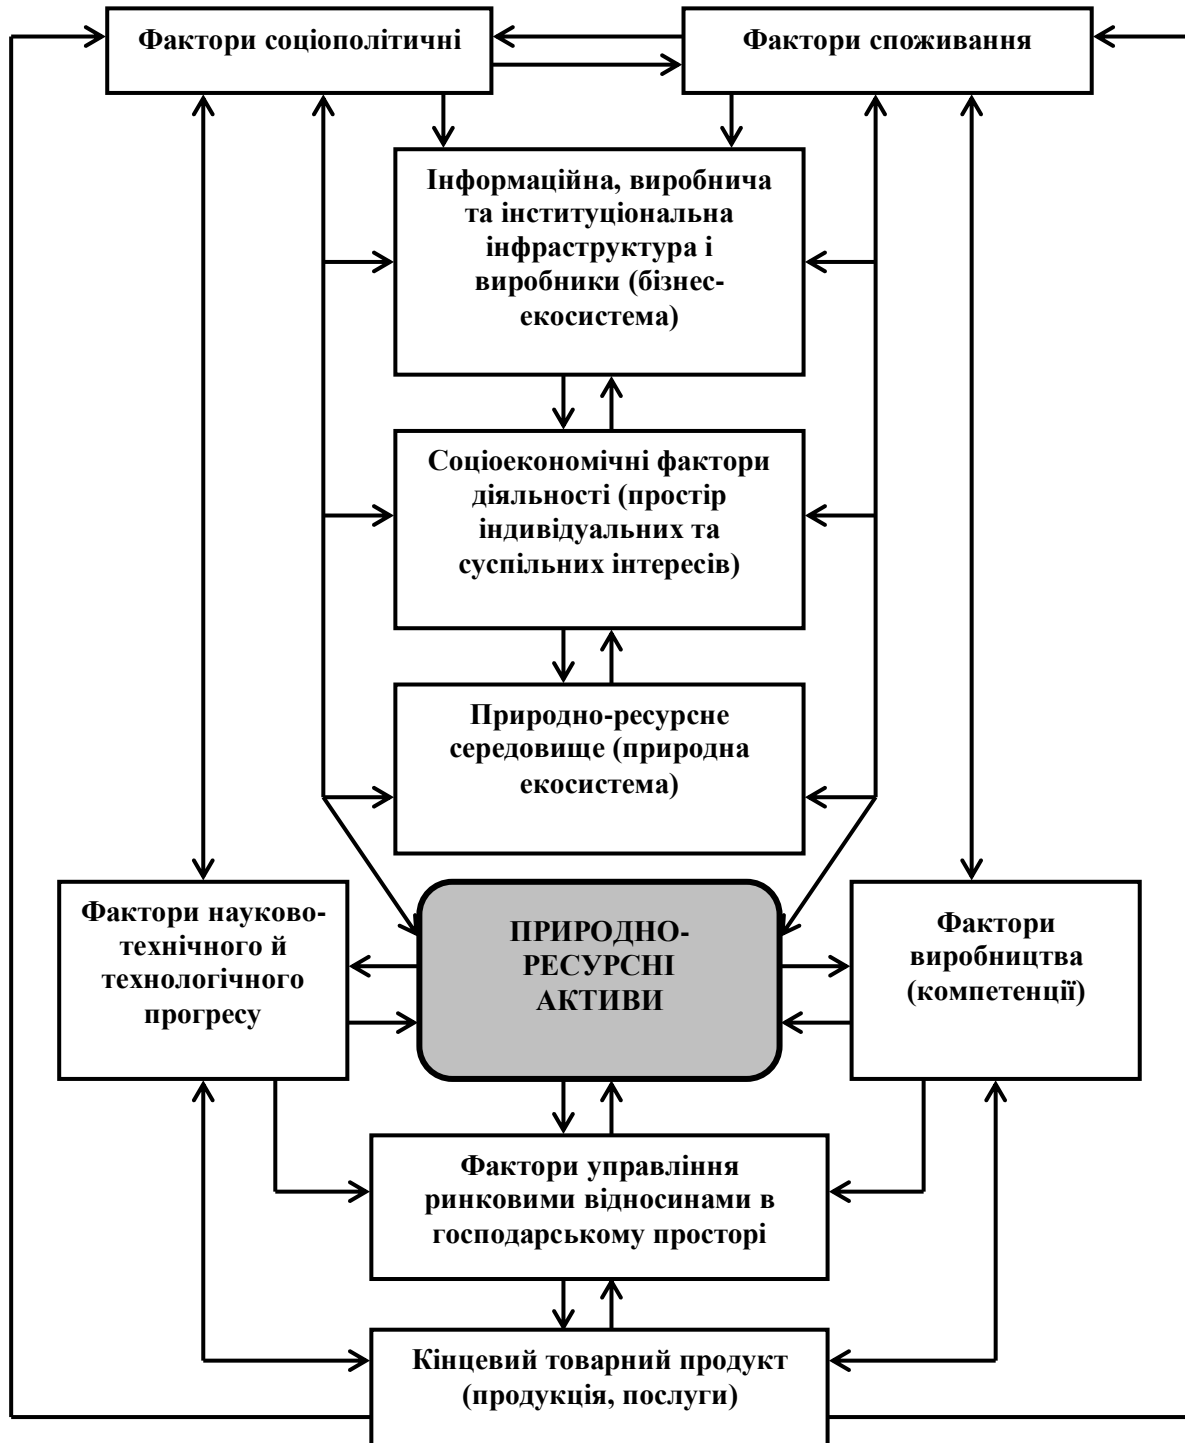 Фактори соціополітичні
Фактори споживання
Інформаційна, виробнича
та інституціональна
інфраструктура і
виробники (бізнес-
екосистема)
Соціоекономічні фактори
діяльності (простір
індивідуальних та
суспільних інтересів)
Природно-ресурсне
середовище (природна
екосистема)
Фактори науково-
технічного й
технологічного
прогресу
ПРИРОДНО-
РЕСУРСНІ
АКТИВИ
Фактори
виробництва
(компетенції)
Фактори управління
ринковими відносинами в
господарському просторі
Кінцевий товарний продукт
(продукція, послуги)